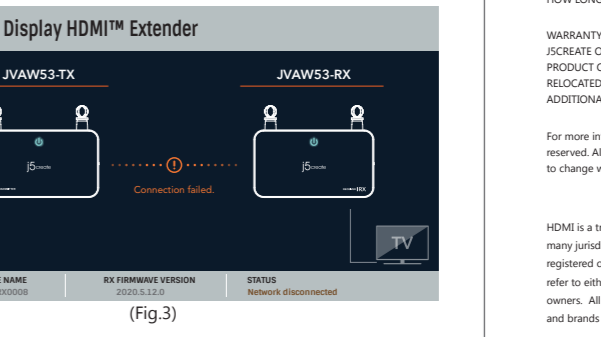 Display HDMI™ Extender
JVAW53-TX
JVAW53-RX
j5create
j5create
RX
Connection failed.
TV
NAME
RX FIRMWAVE VERSION
STATUS
RX0008
2020.5.12.0
Network disconnected
(Fig.3)
HOW LONG
WARRANTY
J5CREATE O
PRODUCT C
RELOCATED
ADDITIONA
For more in
reserved. Al
to change w
HDMI is a tr
many jurisd
registered o
refer to eith
owners. All
and brands